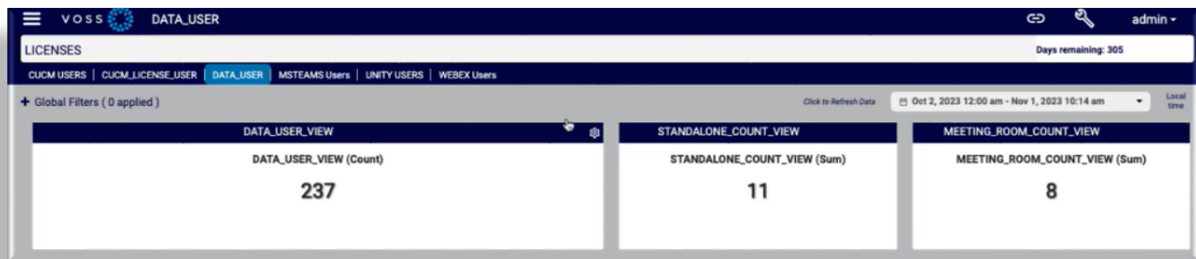 VOSS DATA_USER admin
LICENSES Days remaining: 305
CUCM USERS | CUCM_LICENSE_USER | DATA_USER | MSTEAMS Users | UNITY USERS | WEBEX Users
+ Global Filters ( 0 applied ) Click to Refresh Data Oct 2, 2023 12:00 am - Nov 1, 2023 10:14 am Local time
DATA_USER_VIEW STANDALONE_COUNT_VIEW MEETING_ROOM_COUNT_VIEW
DATA_USER_VIEW (Count) STANDALONE_COUNT_VIEW (Sum) MEETING_ROOM_COUNT_VIEW (Sum)
237 11 8